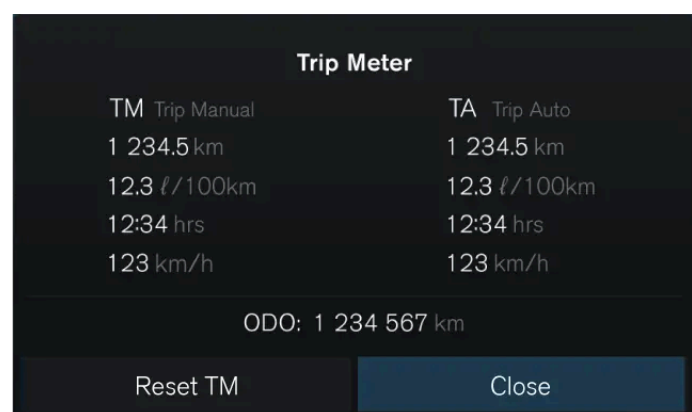 Trip Meter
TM Trip Manual
TA Trip Auto
1 234.5 km
1 234.5 km
12.3 ℓ/100km
12.3 ℓ/100km
12:34 hrs
12:34 hrs
123 km/h
123 km/h
ODO: 1 234 567 km
Reset TM
Close